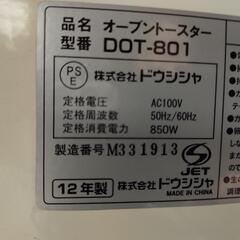 品名 オーブントースター
型番 DOT-801
PS
E
株式会社ドウシシャ
定格電圧 AC100V
定格周波数 50Hz/60Hz
定格消費電力 850W
製造番号 M331913
S
JET
12年製 株式会社ドウシシャ
MADE IN CHINA